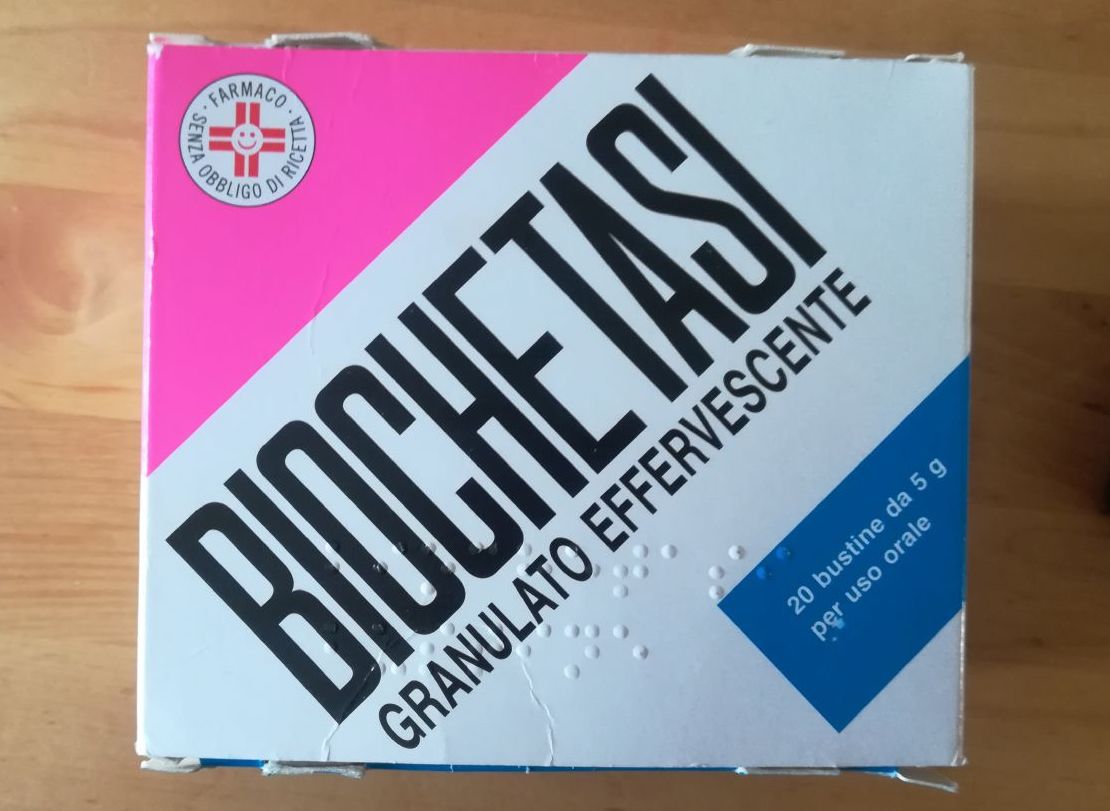 · FARMACO ·
SENZA OBBLIGO DI RICETTA
BIOCHETASI
GRANULATO EFFERVESCENTE
20 bustine da 5 g
per uso orale